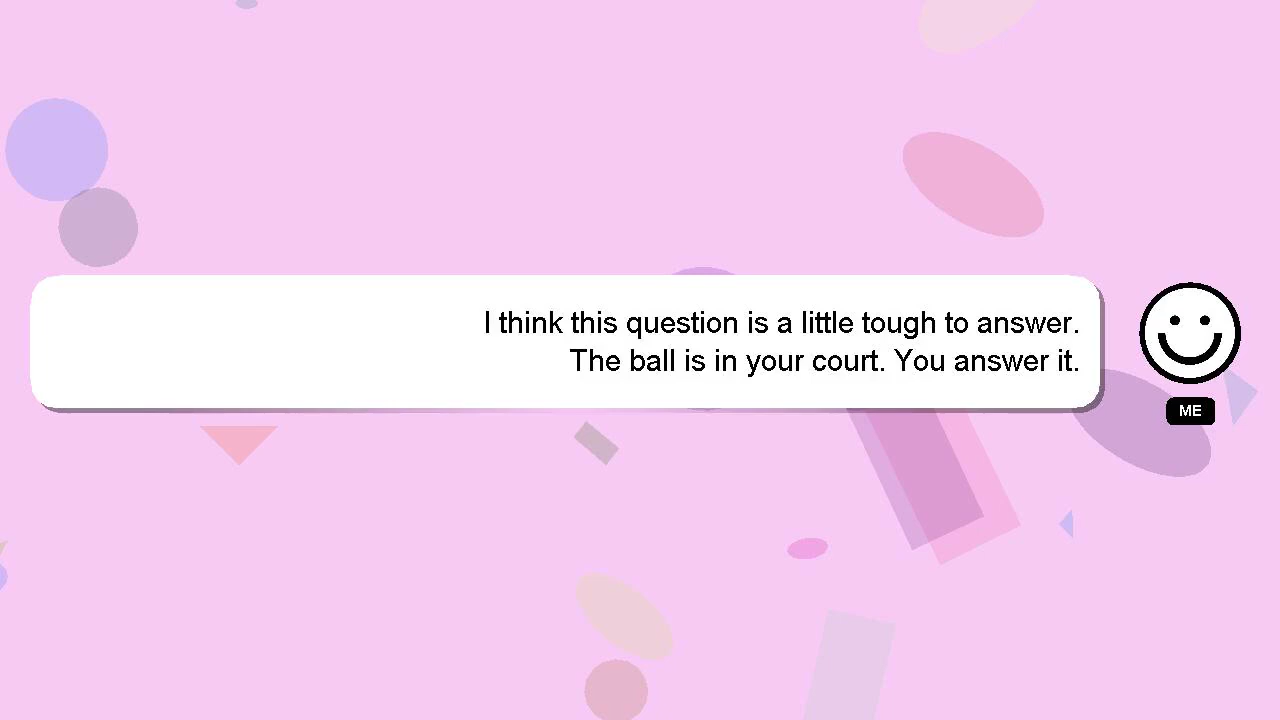 I think this question is a little tough to answer.
The ball is in your court. You answer it.
ME